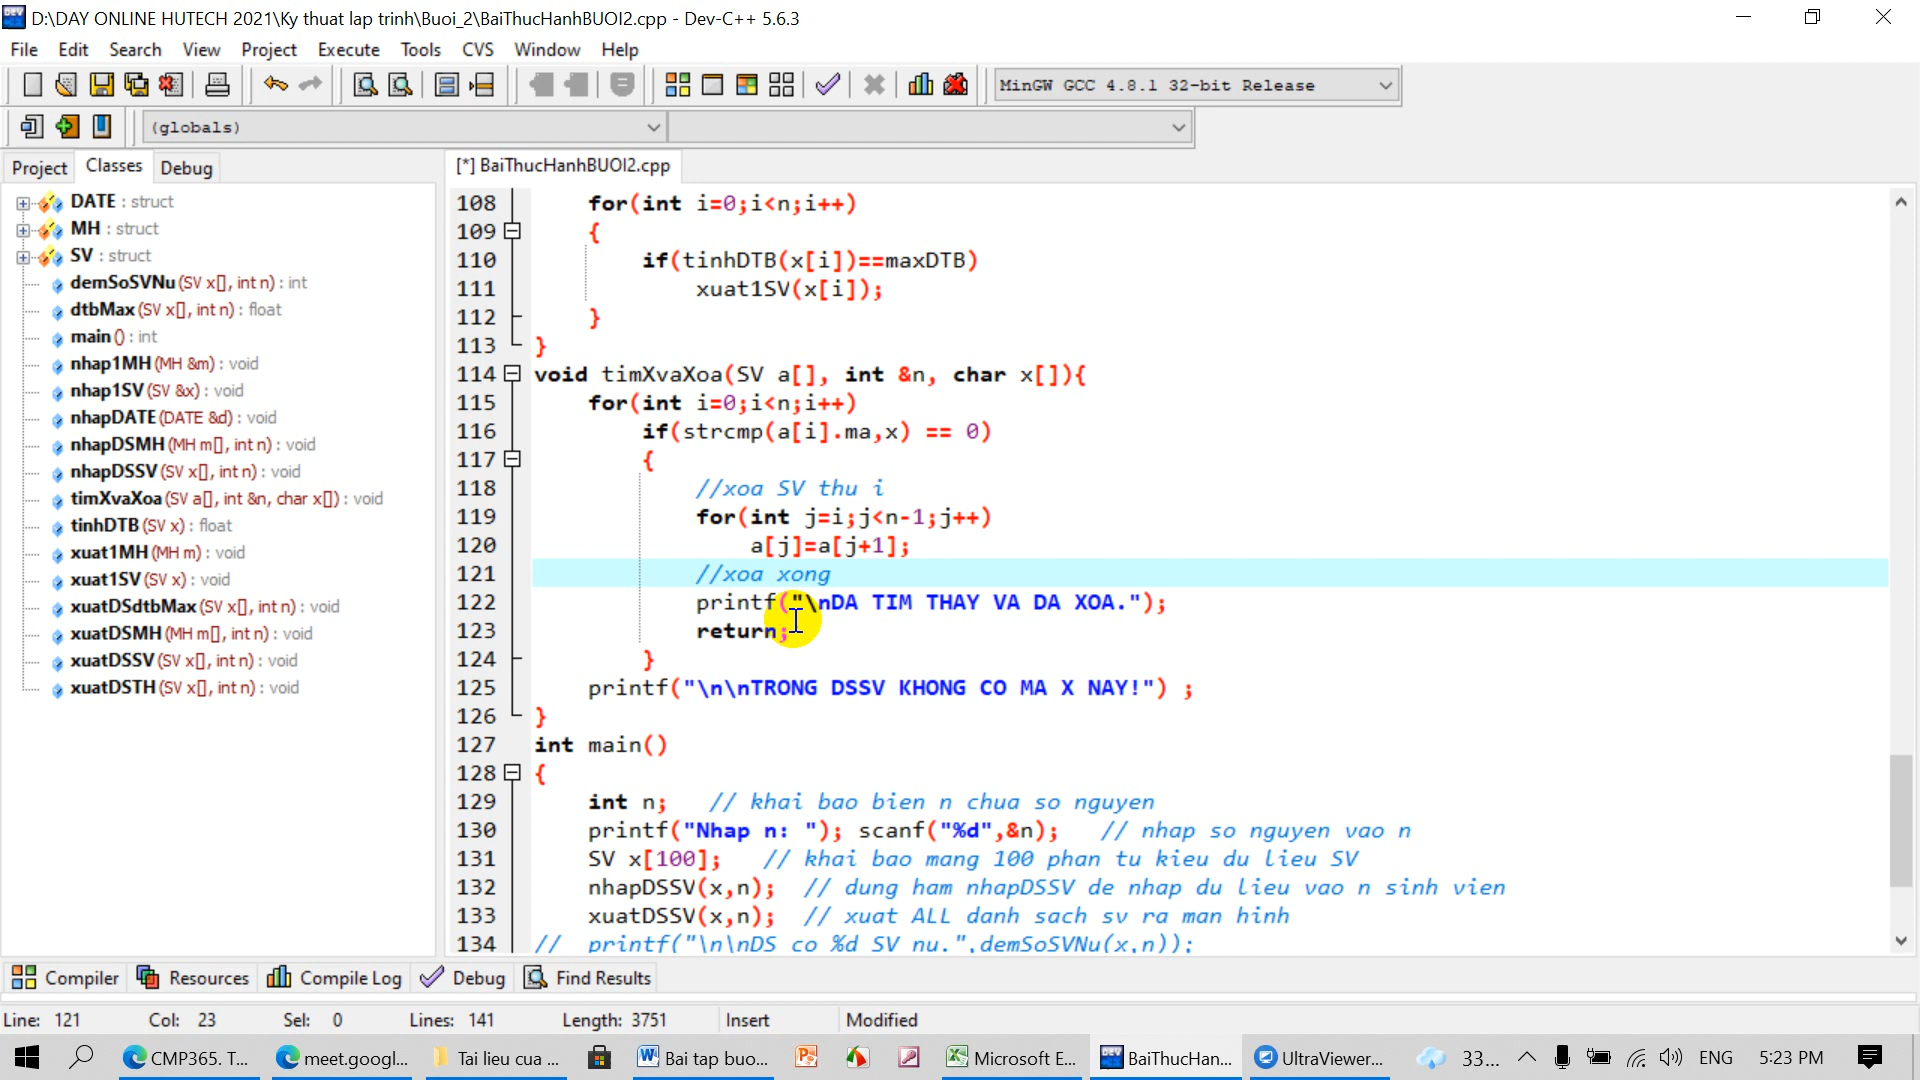 D:\DAY ONLINE HUTECH 2021\Ky thuat lap trinh\Buoi_2\BaiThucHanhBUOI2.cpp - Dev-C++ 5.6.3
File Edit Search View Project Execute Tools CVS Window Help
MinGW GCC 4.8.1 32-bit Release
(globals)
Project Classes Debug
[*] BaiThucHanhBUOI2.cpp
DATE : struct
MH : struct
SV : struct
demSoSVNu (SV x[], int n) : int
dtbMax (SV x[], int n) : float
main () : int
nhap1MH (MH &m) : void
nhap1SV (SV &x) : void
nhapDATE (DATE &d) : void
nhapDSMH (MH m[], int n) : void
nhapDSSV (SV x[], int n) : void
timXvaXoa (SV a[], int &n, char x[]) : void
tinhDTB (SV x) : float
xuat1MH (MH m) : void
xuat1SV (SV x) : void
xuatDSdtbMax (SV x[], int n) : void
xuatDSMH (MH m[], int n) : void
xuatDSSV (SV x[], int n) : void
xuatDSTH (SV x[], int n) : void
108 for(int i=0;i<n;i++)
109 {
110 if(tinhDTB(x[i])==maxDTB)
111 xuat1SV(x[i]);
112 }
113 }
114 void timXvaXoa(SV a[], int &n, char x[]){
115 for(int i=0;i<n;i++)
116 if(strcmp(a[i].ma,x) == 0)
117 {
118 //xoa SV thu i
119 for(int j=i;j<n-1;j++)
120 a[j]=a[j+1];
121 //xoa xong
122 printf("\nDA TIM THAY VA DA XOA.");
123 return;
124 }
125 printf("\n\nTRONG DSSV KHONG CO MA X NAY!") ;
126 }
127 int main()
128 {
129 int n; // khai bao bien n chua so nguyen
130 printf("Nhap n: "); scanf("%d",&n); // nhap so nguyen vao n
131 SV x[100]; // khai bao mang 100 phan tu kieu du lieu SV
132 nhapDSSV(x,n); // dung ham nhapDSSV de nhap du lieu vao n sinh vien
133 xuatDSSV(x,n); // xuat ALL danh sach sv ra man hinh
134 // printf("\n\nDS co %d SV nu.",demSoSVNu(x,n));
Compiler Resources Compile Log Debug Find Results
Line: 121 Col: 23 Sel: 0 Lines: 141 Length: 3751 Insert Modified
CMP365. T... meet.googl... Tai lieu cua ... Bai tap buo... Microsoft E... BaiThucHan... UltraViewer... 33... ENG 5:23 PM